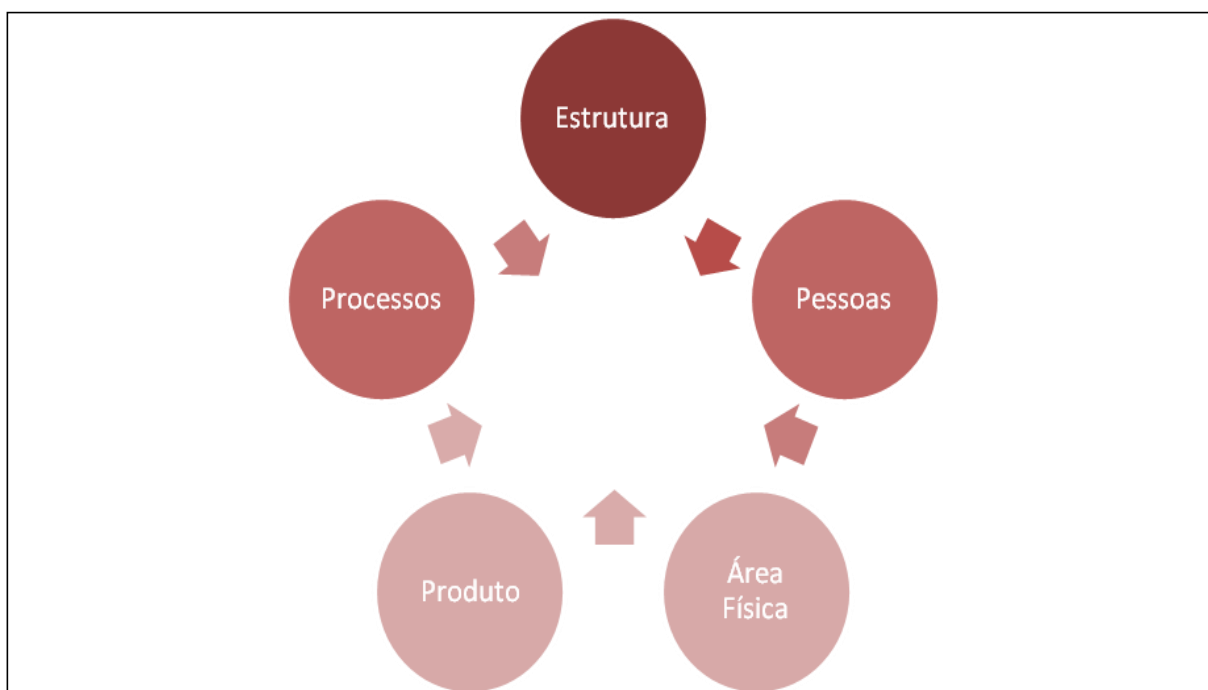 Estrutura
Processos
Pessoas
Produto
Área
Física